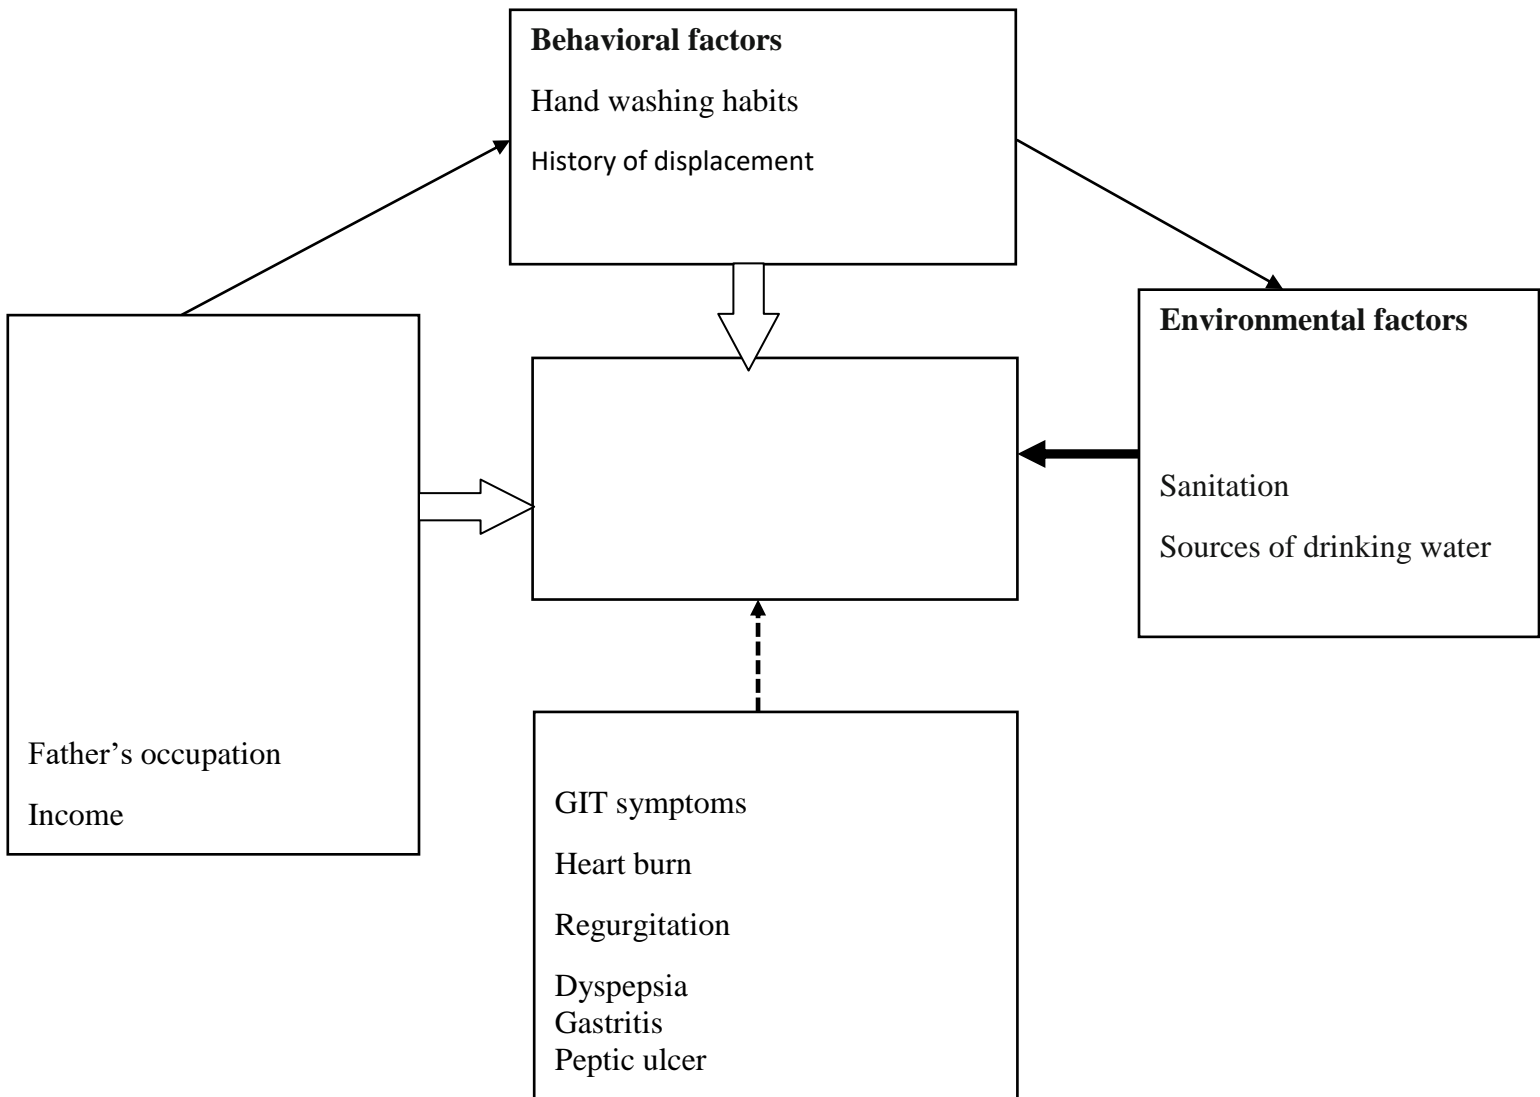 Behavioral factors
Hand washing habits
History of displacement
Environmental factors
Sanitation
Sources of drinking water
Father’s occupation
Income
GIT symptoms
Heart burn
Regurgitation
Dyspepsia
Gastritis
Peptic ulcer